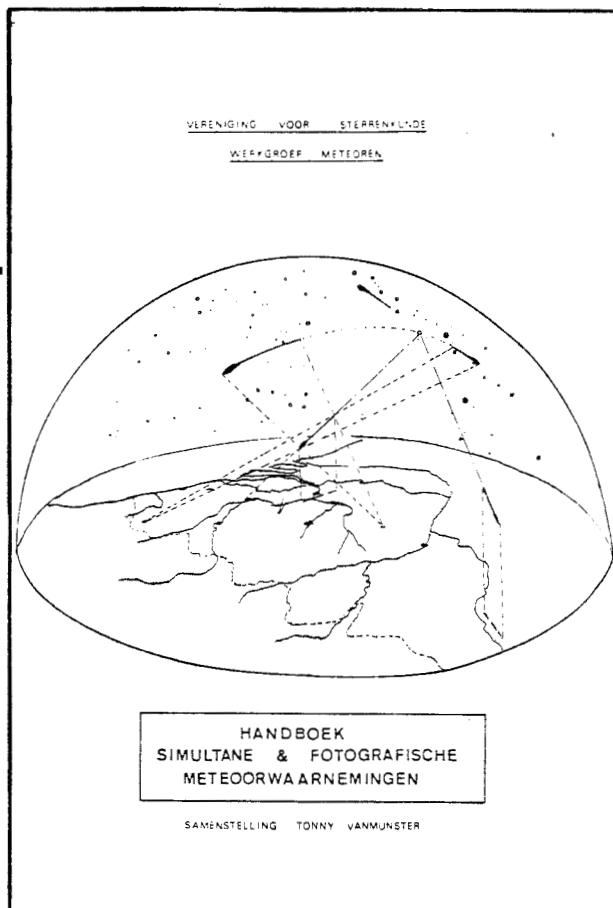 VERENIGING VOOR STERRENKUNDE
WERKGROEP METEOREN
HANDBOEK
SIMULTANE & FOTOGRAFISCHE
METEOORWAARNEMINGEN
SAMENSTELLING TONNY VANMUNSTER